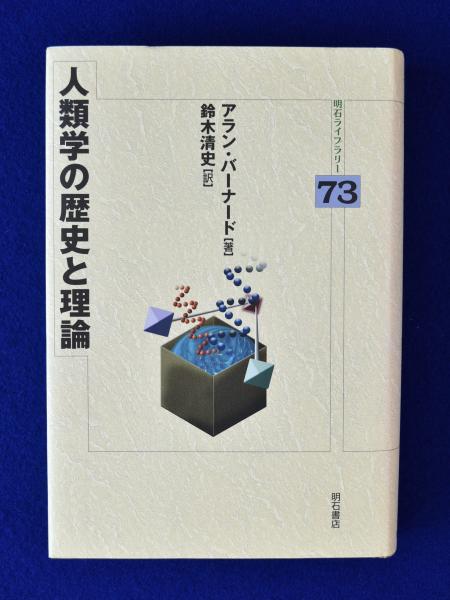 明石ライブラリー
73
アラン・バーナード［著］
鈴木清史［訳］
人類学の歴史と理論
明石書店